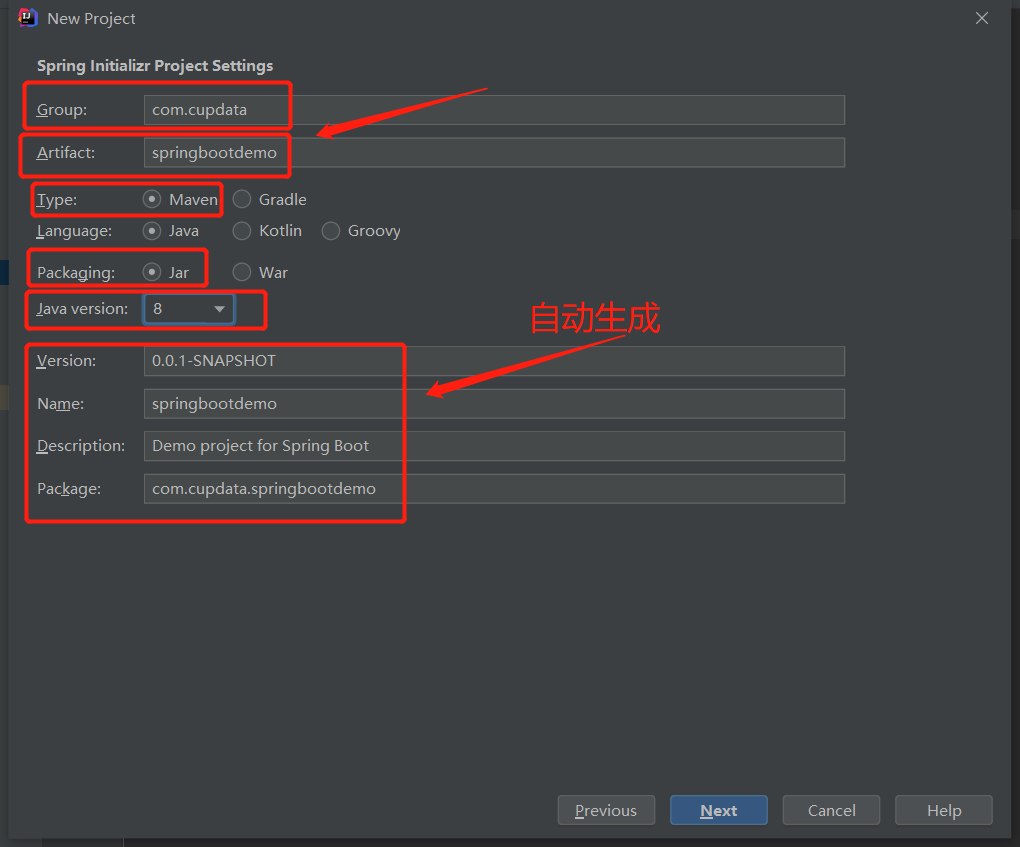 New Project
Spring Initializr Project Settings
Group: com.cupdata
Artifact: springbootdemo
Type: Maven Gradle
Language: Java Kotlin Groovy
Packaging: Jar War
Java version: 8
自动生成
Version: 0.0.1-SNAPSHOT
Name: springbootdemo
Description: Demo project for Spring Boot
Package: com.cupdata.springbootdemo
Previous Next Cancel Help